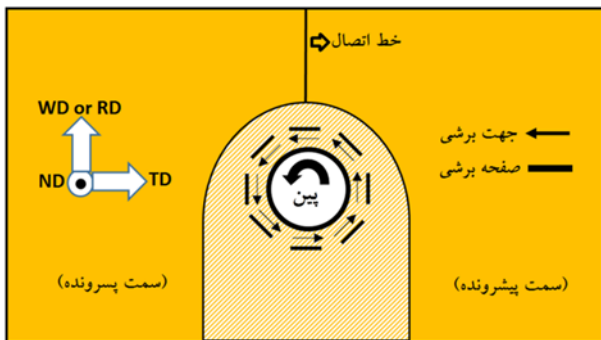 خط اتصال
WD or RD
ND
TD
جهت برشی
صفحه برشی
پین
(سمت پیشرونده)
(سمت پسرونده)